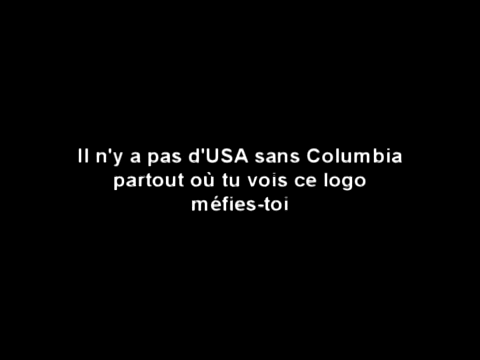 Il n'y a pas d'USA sans Columbia
partout où tu vois ce logo
méfies-toi